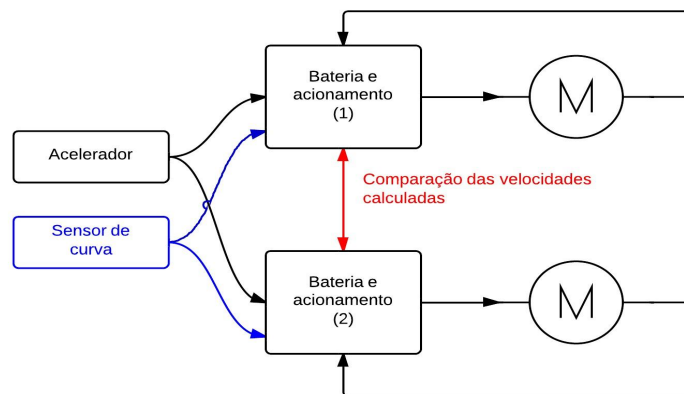 Bateria e
acionamento
(1)
M
Acelerador
Comparação das velocidades
calculadas
Sensor de
curva
Bateria e
acionamento
(2)
M